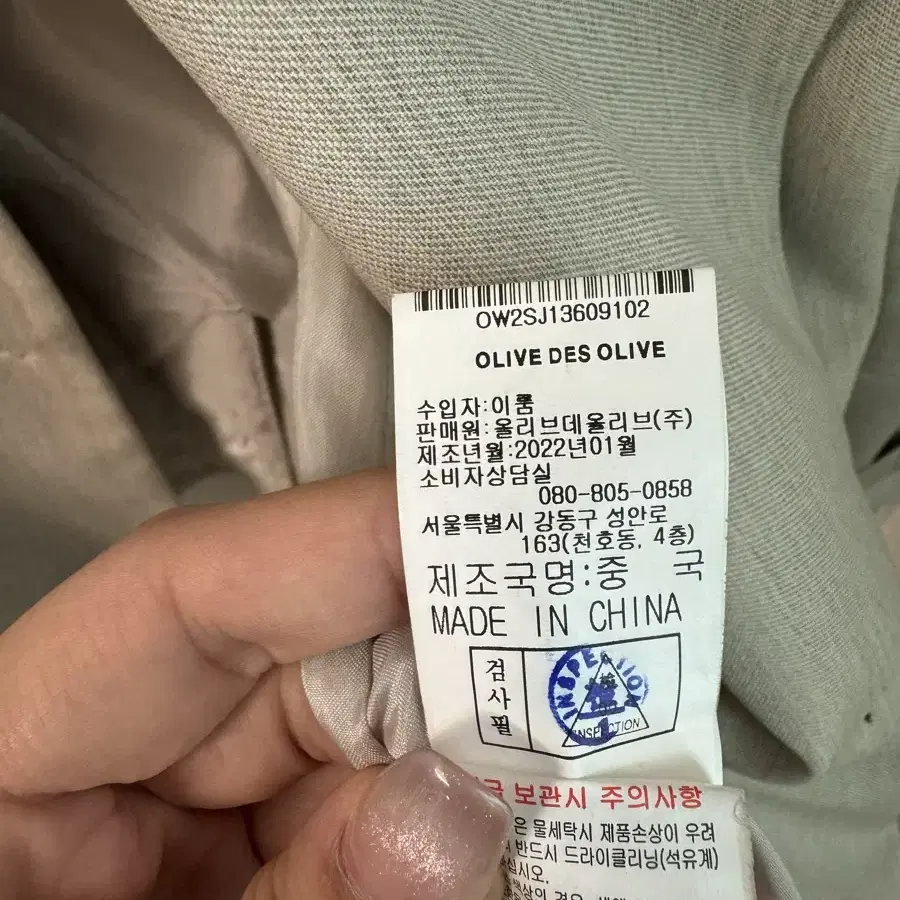 OW2SJ13609102
OLIVE DES OLIVE
수입자:이룸
판매원:올리브데올리브(주)
제조년월:2022년01월
소비자상담실
080-805-0858
서울특별시 강동구 성안로
163(천호동, 4층)
제조국명:중 국
MADE IN CHINA
검사필
INSPECTION
INSPECTION
보관시 주의사항
은 물세탁시 제품손상이 우려
반드시 드라이클리닝(석유계)
십시오.